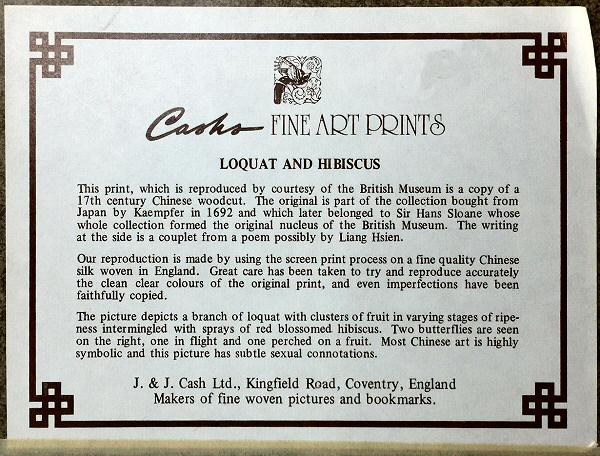 Cashs FINE ART PRINTS
LOQUAT AND HIBISCUS
This print, which is reproduced by courtesy of the British Museum is a copy of a
17th century Chinese woodcut. The original is part of the collection bought from
Japan by Kaempfer in 1692 and which later belonged to Sir Hans Sloane whose
whole collection formed the original nucleus of the British Museum. The writing
at the side is a couplet from a poem possibly by Liang Hsien.
Our reproduction is made by using the screen print process on a fine quality Chinese
silk woven in England. Great care has been taken to try and reproduce accurately
the clean clear colours of the original print, and even imperfections have been
faithfully copied.
The picture depicts a branch of loquat with clusters of fruit in varying stages of ripe-
ness intermingled with sprays of red blossomed hibiscus. Two butterflies are seen
on the right, one in flight and one perched on a fruit. Most Chinese art is highly
symbolic and this picture has subtle sexual connotations.
J. & J. Cash Ltd., Kingfield Road, Coventry, England
Makers of fine woven pictures and bookmarks.